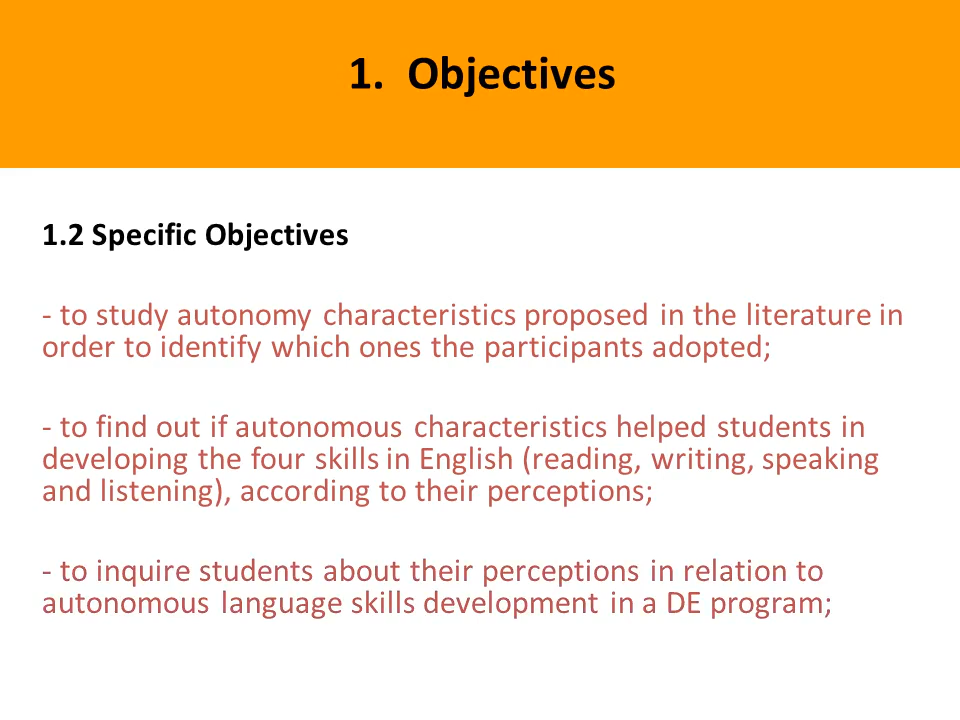 1. Objectives
1.2 Specific Objectives
- to study autonomy characteristics proposed in the literature in
order to identify which ones the participants adopted;
- to find out if autonomous characteristics helped students in
developing the four skills in English (reading, writing, speaking
and listening), according to their perceptions;
- to inquire students about their perceptions in relation to
autonomous language skills development in a DE program;